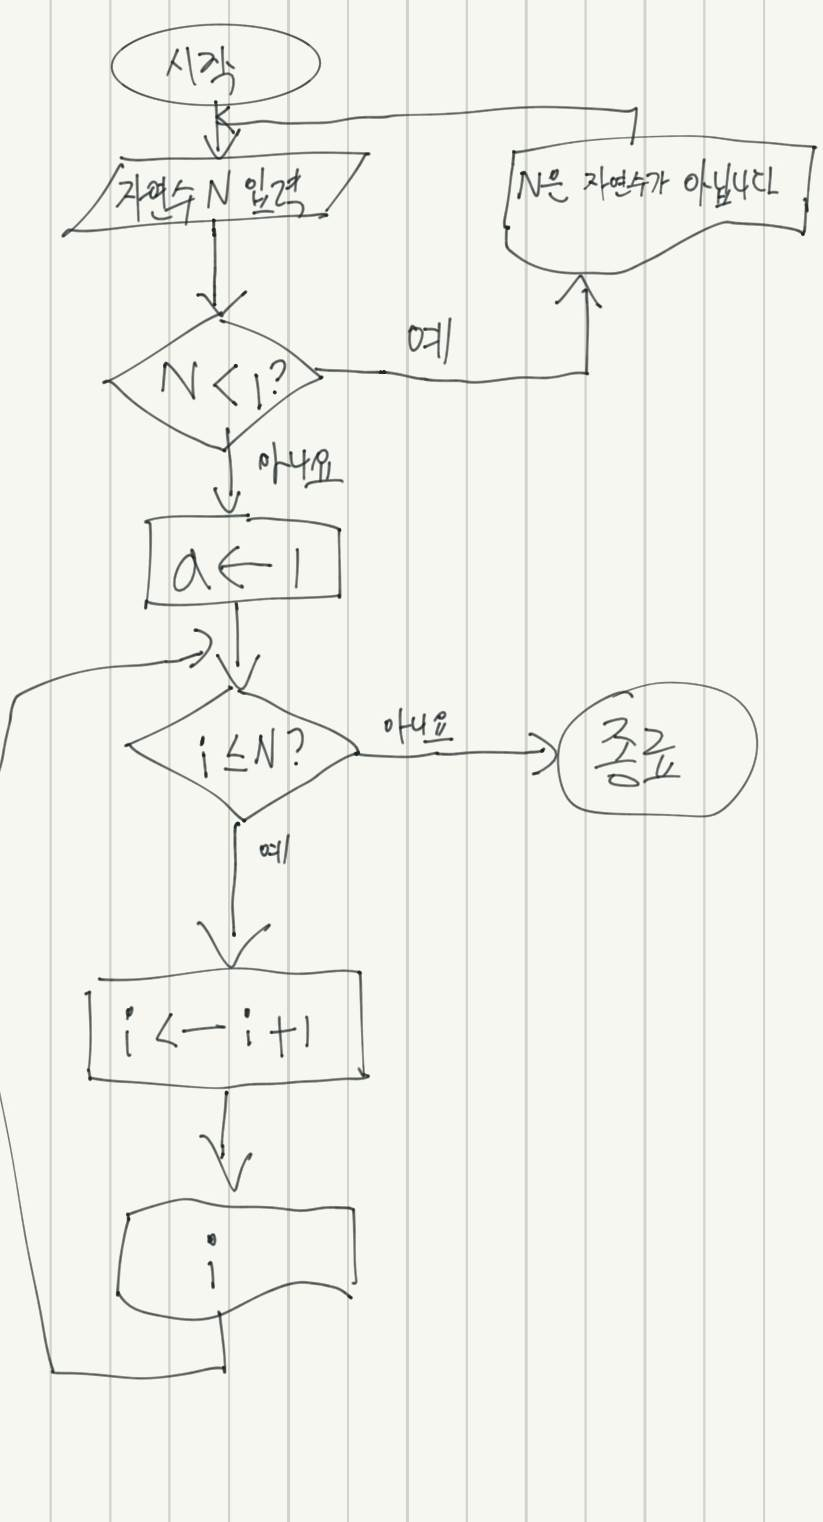 시작
자연수 N 입력
N은 자연수가 아닙니다
N < 1?
예
아니요
a ← 1
i ≤ N?
아니요
종료
예
i ← i + 1
i